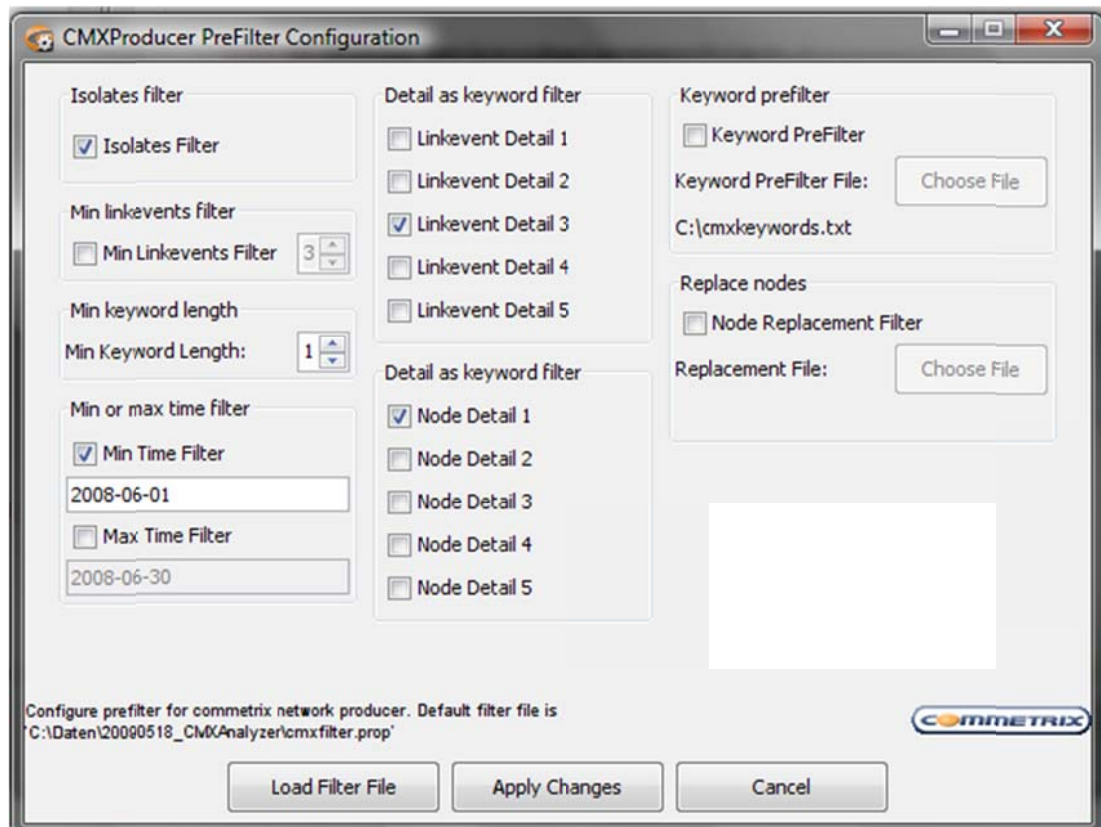 CMXProducer PreFilter Configuration
Isolates filter
Isolates Filter
Min linkevents filter
Min Linkevents Filter 3
Min keyword length
Min Keyword Length: 1
Min or max time filter
Min Time Filter
2008-06-01
Max Time Filter
2008-06-30
Detail as keyword filter
Linkevent Detail 1
Linkevent Detail 2
Linkevent Detail 3
Linkevent Detail 4
Linkevent Detail 5
Detail as keyword filter
Node Detail 1
Node Detail 2
Node Detail 3
Node Detail 4
Node Detail 5
Keyword prefilter
Keyword PreFilter
Keyword PreFilter File: Choose File
C:\cmxkeywords.txt
Replace nodes
Node Replacement Filter
Replacement File: Choose File
Configure prefilter for commetrix network producer. Default filter file is
'C:\Daten\20090518_CMXAnalyzer\cmxfilter.prop'
COMMETRIX
Load Filter File Apply Changes Cancel